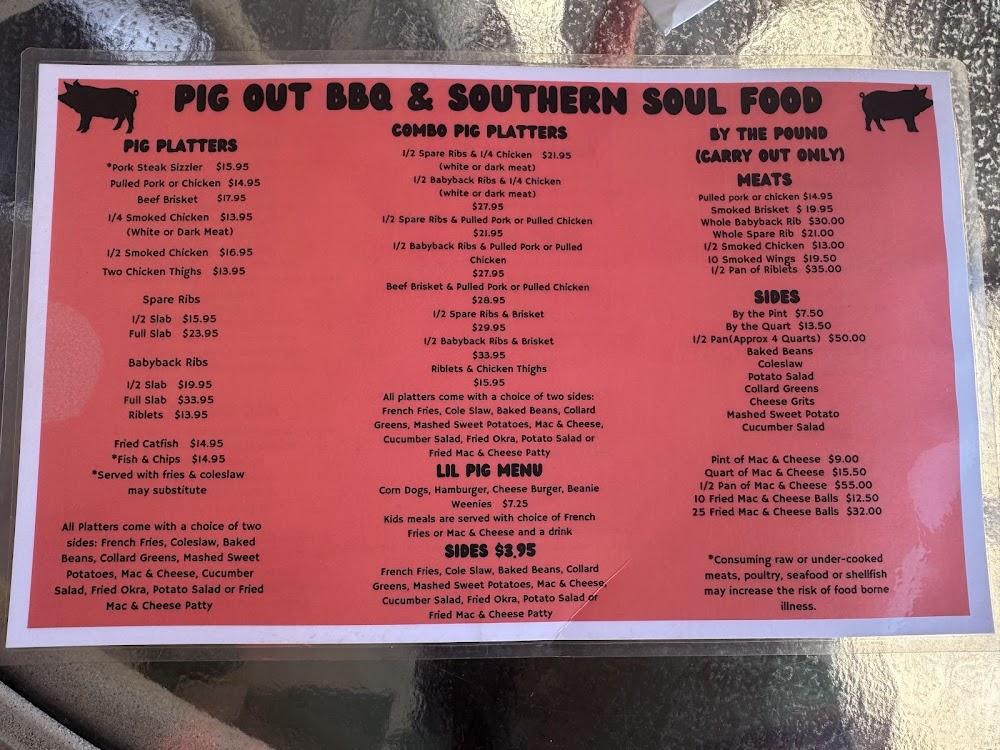 PIG OUT BBQ & SOUTHERN SOUL FOOD
PIG PLATTERS
*Pork Steak Sizzler $15.95
Pulled Pork or Chicken $14.95
Beef Brisket $17.95
1/4 Smoked Chicken $13.95
(White or Dark Meat)
1/2 Smoked Chicken $16.95
Two Chicken Thighs $13.95
Spare Ribs
1/2 Slab $15.95
Full Slab $23.95
Babyback Ribs
1/2 Slab $19.95
Full Slab $33.95
Riblets $13.95
Fried Catfish $14.95
*Fish & Chips $14.95
*Served with fries & coleslaw
may substitute
All Platters come with a choice of two
sides: French Fries, Coleslaw, Baked
Beans, Collard Greens, Mashed Sweet
Potatoes, Mac & Cheese, Cucumber
Salad, Fried Okra, Potato Salad or Fried
Mac & Cheese Patty
COMBO PIG PLATTERS
1/2 Spare Ribs & 1/4 Chicken $21.95
(white or dark meat)
1/2 Babyback Ribs & 1/4 Chicken
(white or dark meat)
$27.95
1/2 Spare Ribs & Pulled Pork or Pulled Chicken
$21.95
1/2 Babyback Ribs & Pulled Pork or Pulled
Chicken
$27.95
Beef Brisket & Pulled Pork or Pulled Chicken
$28.95
1/2 Spare Ribs & Brisket
$29.95
1/2 Babyback Ribs & Brisket
$33.95
Riblets & Chicken Thighs
$15.95
All platters come with a choice of two sides:
French Fries, Cole Slaw, Baked Beans, Collard
Greens, Mashed Sweet Potatoes, Mac & Cheese,
Cucumber Salad, Fried Okra, Potato Salad or
Fried Mac & Cheese Patty
LIL PIG MENU
Corn Dogs, Hamburger, Cheese Burger, Beanie
Weenies $7.25
Kids meals are served with choice of French
Fries or Mac & Cheese and a drink
SIDES $3.95
French Fries, Cole Slaw, Baked Beans, Collard
Greens, Mashed Sweet Potatoes, Mac & Cheese,
Cucumber Salad, Fried Okra, Potato Salad or
Fried Mac & Cheese Patty
BY THE POUND
(CARRY OUT ONLY)
MEATS
Pulled pork or chicken $14.95
Smoked Brisket $ 19.95
Whole Babyback Rib $30.00
Whole Spare Rib $21.00
1/2 Smoked Chicken $13.00
10 Smoked Wings $19.50
1/2 Pan of Riblets $35.00
SIDES
By the Pint $7.50
By the Quart $13.50
1/2 Pan(Approx 4 Quarts) $50.00
Baked Beans
Coleslaw
Potato Salad
Collard Greens
Cheese Grits
Mashed Sweet Potato
Cucumber Salad
Pint of Mac & Cheese $9.00
Quart of Mac & Cheese $15.50
1/2 Pan of Mac & Cheese $55.00
10 Fried Mac & Cheese Balls $12.50
25 Fried Mac & Cheese Balls $32.00
*Consuming raw or under-cooked
meats, poultry, seafood or shellfish
may increase the risk of food borne
illness.